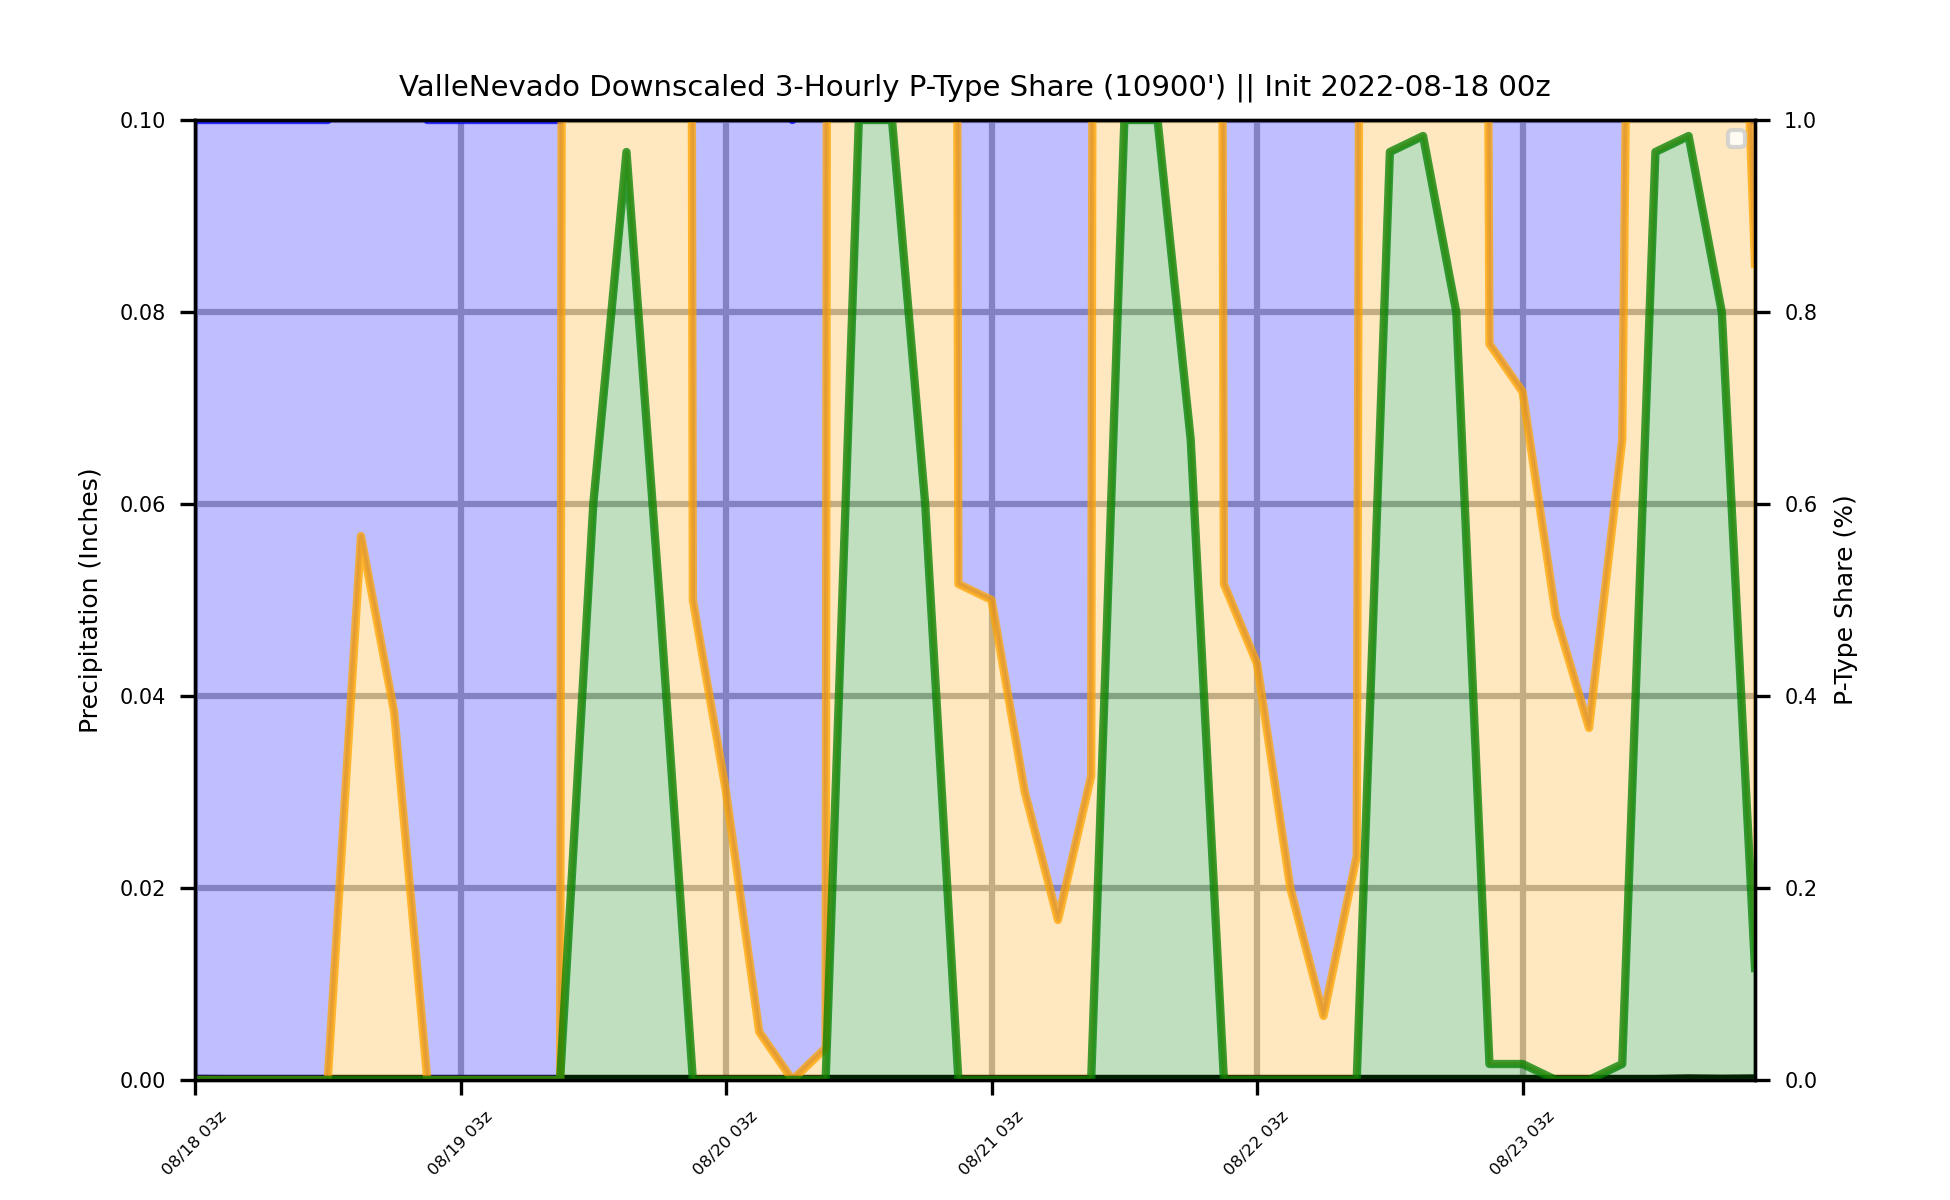 ValleNevado Downscaled 3-Hourly P-Type Share (10900') || Init 2022-08-18 00z
Precipitation (Inches)
0.10
0.08
0.06
0.04
0.02
0.00
1.0
0.8
0.6
0.4
0.2
0.0
P-Type Share (%)
08/18 03z
08/19 03z
08/20 03z
08/21 03z
08/22 03z
08/23 03z